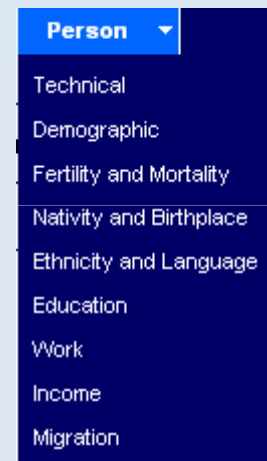 Person
Technical
Demographic
Fertility and Mortality
Nativity and Birthplace
Ethnicity and Language
Education
Work
Income
Migration